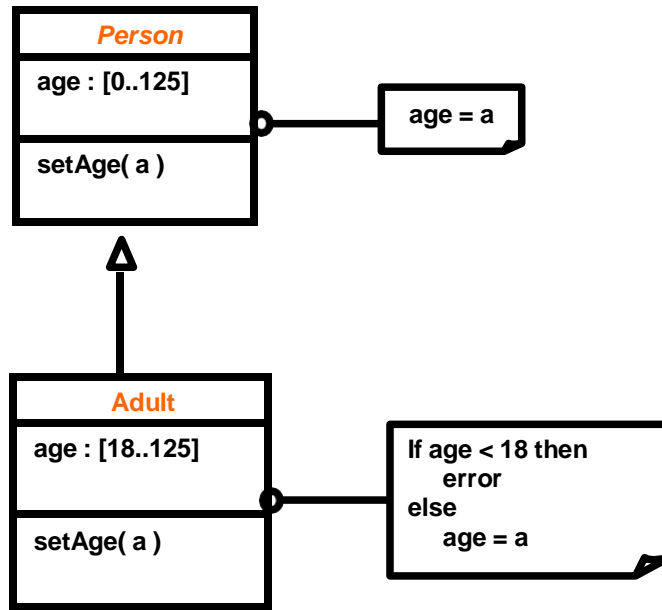 Person
age : [0..125]
age = a
setAge( a )
Adult
age : [18..125]
setAge( a )
If age < 18 then
error
else
age = a